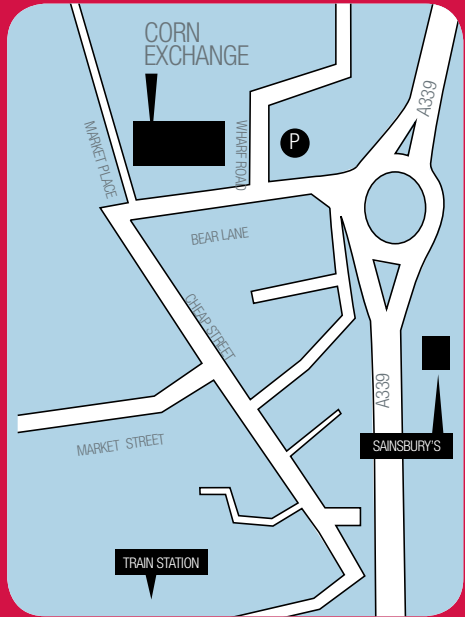 CORN
EXCHANGE
A339
MARKET PLACE
WHARF ROAD
P
BEAR LANE
CHEAP STREET
A339
MARKET STREET
SAINSBURY'S
TRAIN STATION